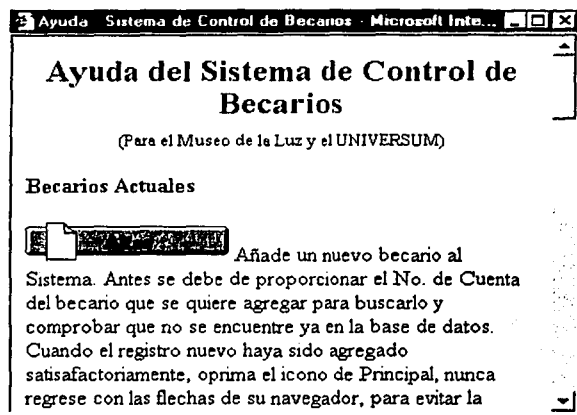 Ayuda Sistema de Control de Becarios - Microsoft Inte...
Ayuda del Sistema de Control de
Becarios
(Para el Museo de la Luz y el UNIVERSUM)
Becarios Actuales
Añade un nuevo becario al
Sistema. Antes se debe de proporcionar el No. de Cuenta
del becario que se quiere agregar para buscarlo y
comprobar que no se encuentre ya en la base de datos.
Cuando el registro nuevo haya sido agregado
satisfactoriamente, oprima el icono de Principal, nunca
regrese con las flechas de su navegador, para evitar la